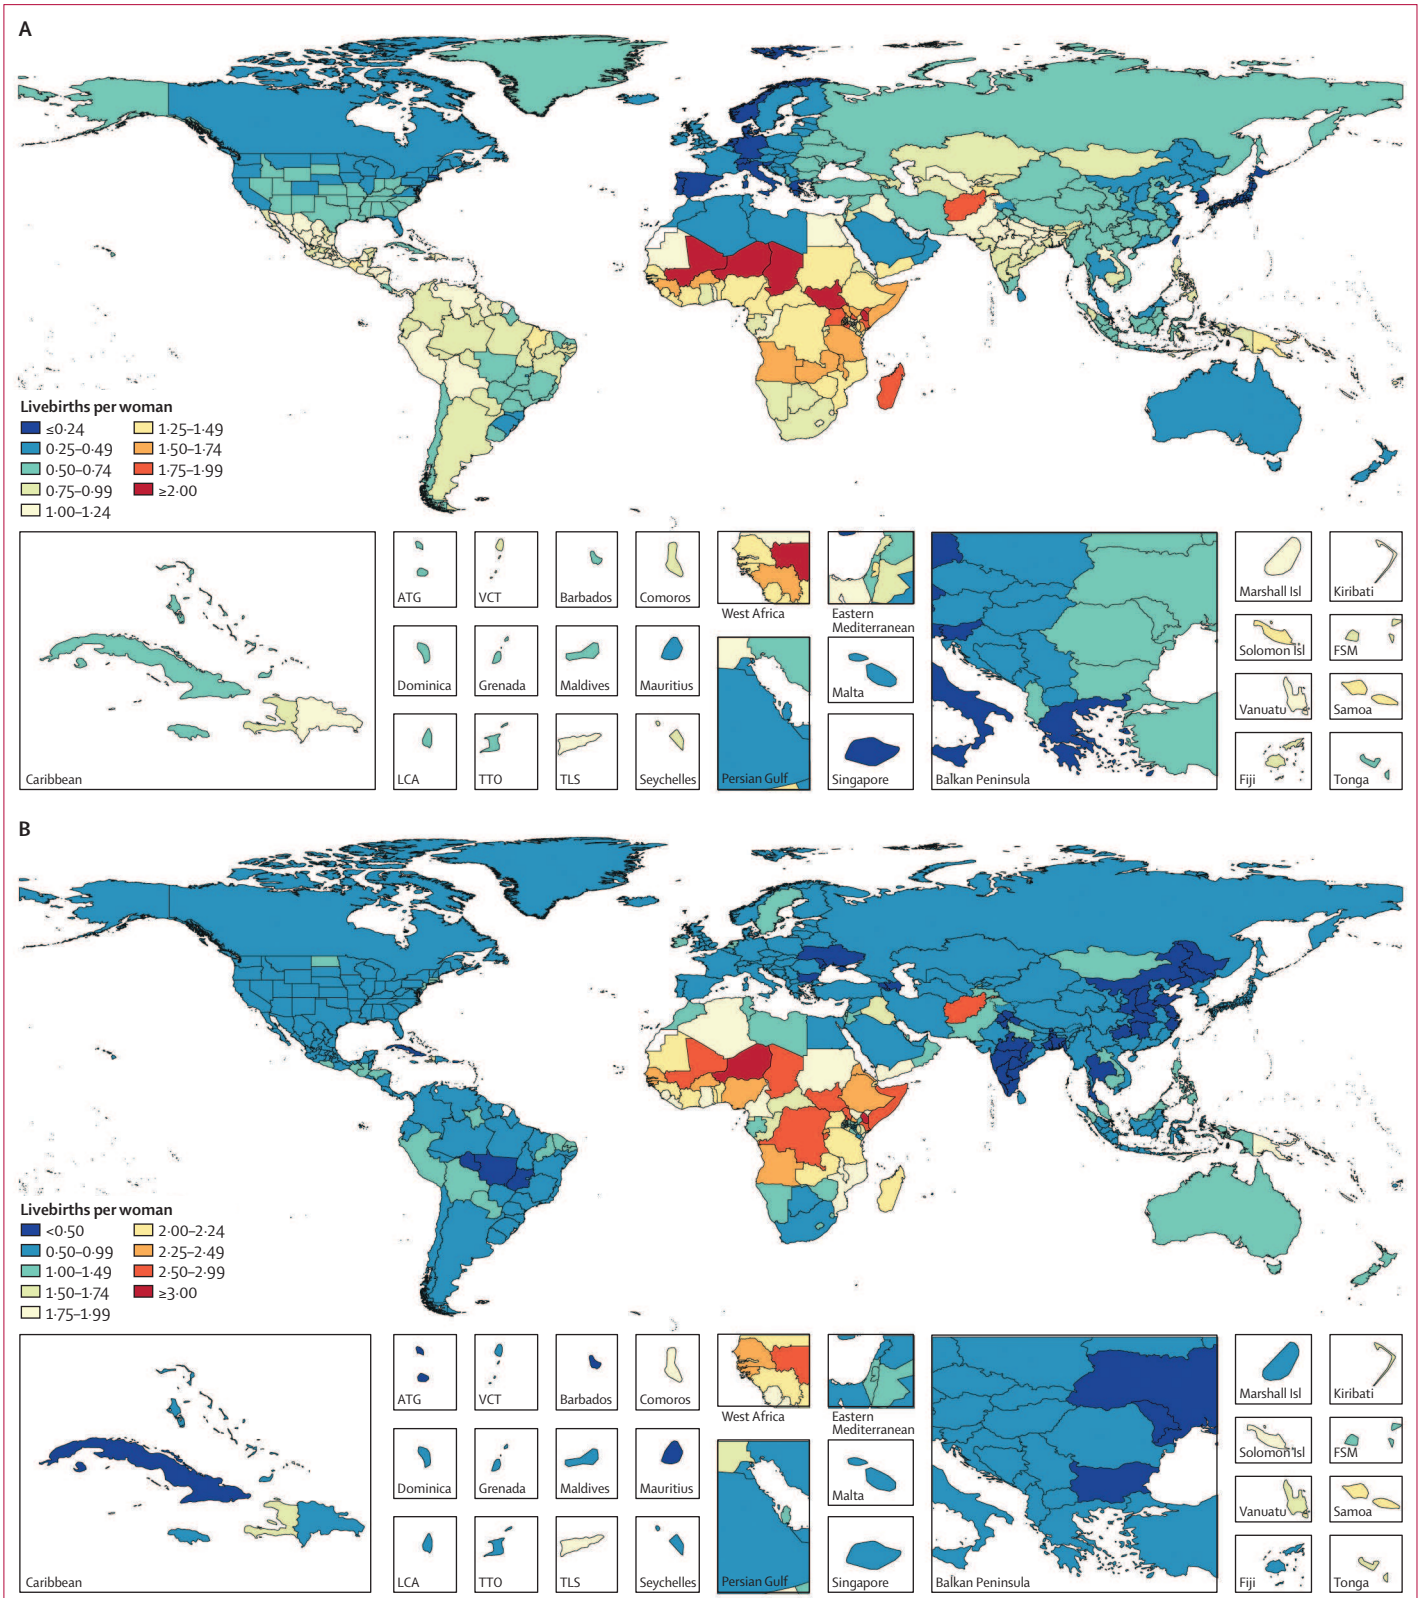 A
Livebirths per woman
≤0·24
0·25–0·49
0·50–0·74
0·75–0·99
1·00–1·24
1·25–1·49
1·50–1·74
1·75–1·99
≥2·00
Caribbean
ATG
VCT
Barbados
Comoros
Dominica
Grenada
Maldives
Mauritius
LCA
TTO
TLS
Seychelles
West Africa
Eastern
Mediterranean
Persian Gulf
Malta
Singapore
Balkan Peninsula
Marshall Isl
Kiribati
Solomon Isl
FSM
Vanuatu
Samoa
Fiji
Tonga
B
Livebirths per woman
<0·50
0·50–0·99
1·00–1·49
1·50–1·74
1·75–1·99
2·00–2·24
2·25–2·49
2·50–2·99
≥3·00
Caribbean
ATG
VCT
Barbados
Comoros
Dominica
Grenada
Maldives
Mauritius
LCA
TTO
TLS
Seychelles
West Africa
Eastern
Mediterranean
Persian Gulf
Malta
Singapore
Balkan Peninsula
Marshall Isl
Kiribati
Solomon Isl
FSM
Vanuatu
Samoa
Fiji
Tonga